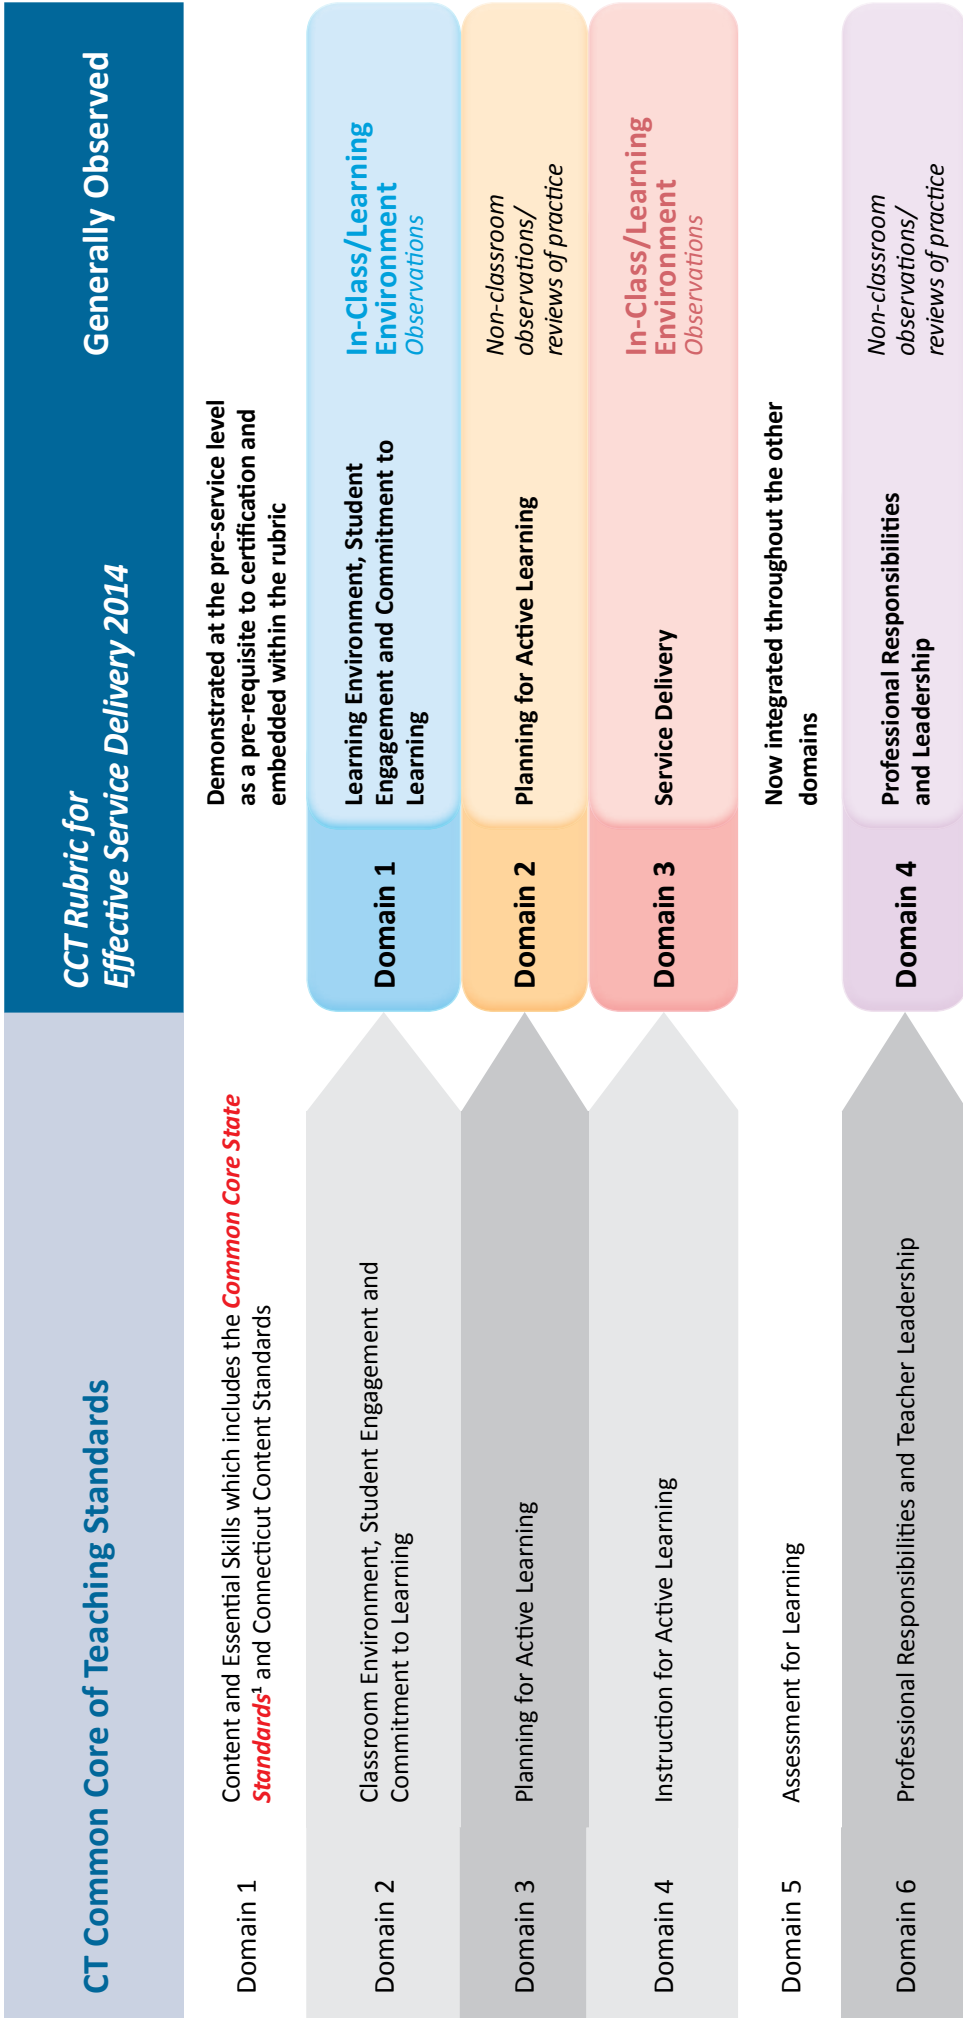 CT Common Core of Teaching Standards
CCT Rubric for
Effective Service Delivery 2014
Generally Observed
Domain 1
Content and Essential Skills which includes the Common Core State
Standards¹ and Connecticut Content Standards
Demonstrated at the pre-service level
as a pre-requisite to certification and
embedded within the rubric
Domain 2
Classroom Environment, Student Engagement and
Commitment to Learning
Domain 1
Learning Environment, Student
Engagement and Commitment to
Learning
In-Class/Learning
Environment
Observations
Domain 3
Planning for Active Learning
Domain 2
Planning for Active Learning
Non-classroom
observations/
reviews of practice
Domain 4
Instruction for Active Learning
Domain 3
Service Delivery
In-Class/Learning
Environment
Observations
Domain 5
Assessment for Learning
Now integrated throughout the other
domains
Domain 6
Professional Responsibilities and Teacher Leadership
Domain 4
Professional Responsibilities
and Leadership
Non-classroom
observations/
reviews of practice